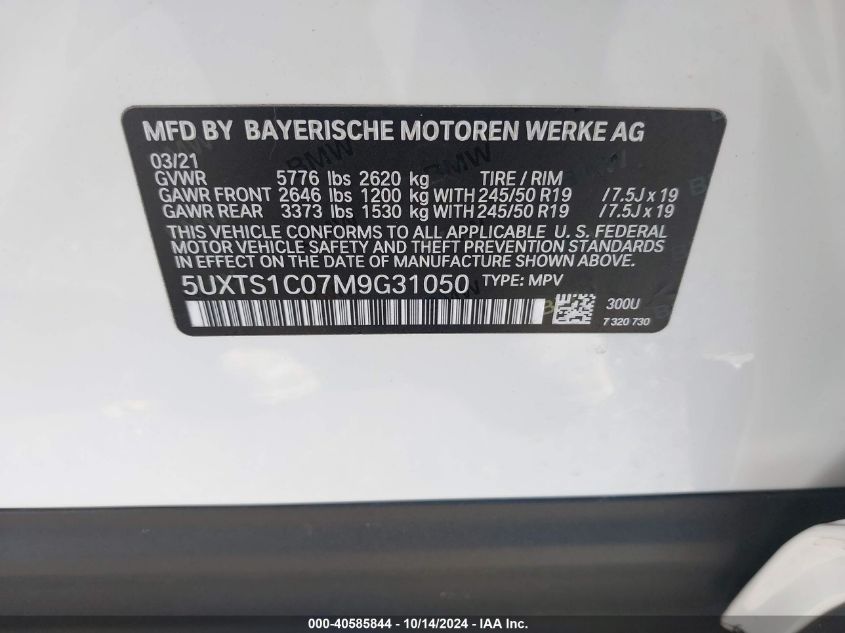 MFD BY BAYERISCHE MOTOREN WERKE AG
03/21
GVWR 5776 lbs 2620 kg TIRE / RIM
GAWR FRONT 2646 lbs 1200 kg WITH 245/50 R19 / 7.5J x 19
GAWR REAR 3373 lbs 1530 kg WITH 245/50 R19 / 7.5J x 19
THIS VEHICLE CONFORMS TO ALL APPLICABLE U. S. FEDERAL
MOTOR VEHICLE SAFETY AND THEFT PREVENTION STANDARDS
IN EFFECT ON THE DATE OF MANUFACTURE SHOWN ABOVE.
5UXTS1C07M9G31050 TYPE: MPV
300U
7 320 730
000-40585844 / 10/14/2024 - IAA Inc.